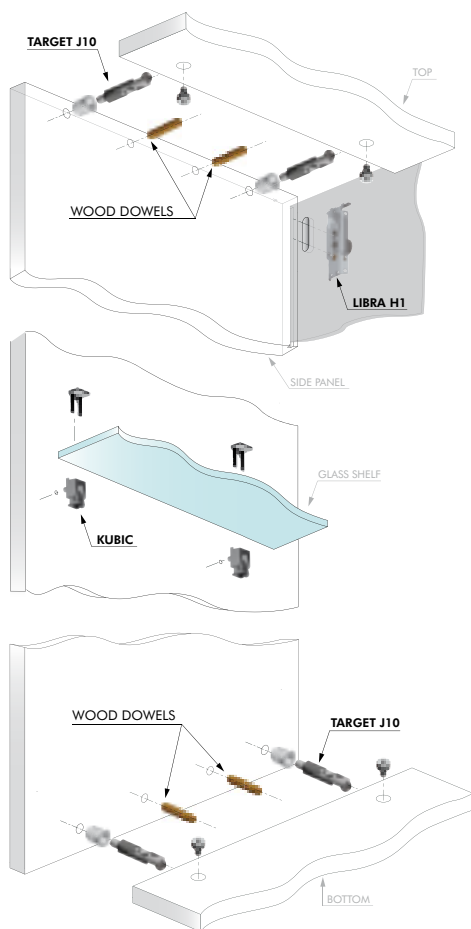 TARGET J10
TOP
WOOD DOWELS
LIBRA H1
SIDE PANEL
GLASS SHELF
KUBIC
WOOD DOWELS
TARGET J10
BOTTOM